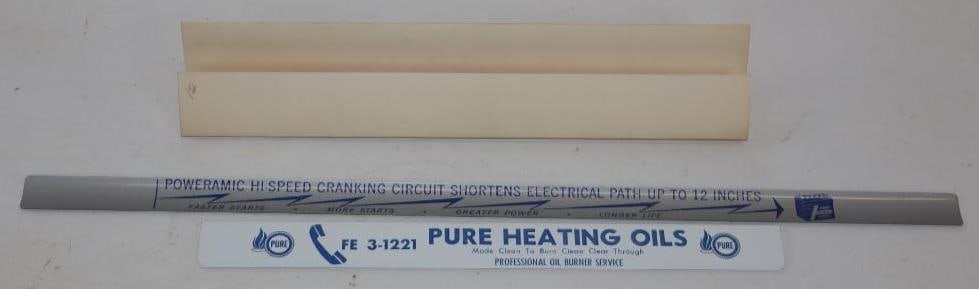 POWERAMIC HI SPEED CRANKING CIRCUIT SHORTENS ELECTRICAL PATH UP TO 12 INCHES
FASTER STARTS • MORE STARTS • GREATER POWER • LONGER LIFE
PURE FE 3-1221 PURE HEATING OILS PURE
Made Clean To Burn Clean Clear Through
PROFESSIONAL OIL BURNER SERVICE